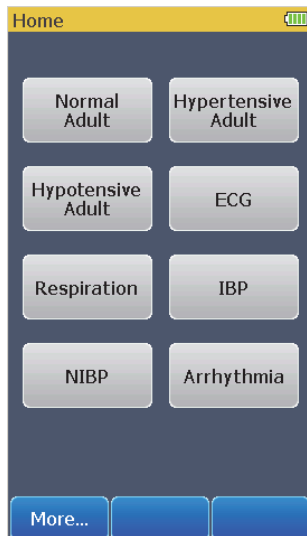 Home
Normal
Adult
Hypertensive
Adult
Hypotensive
Adult
ECG
Respiration
IBP
NIBP
Arrhythmia
More...